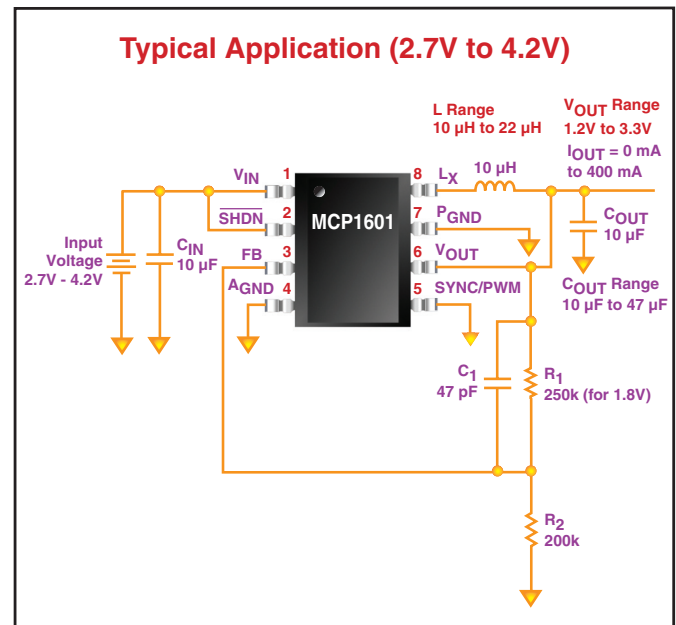 Typical Application (2.7V to 4.2V)
L Range
10 µH to 22 µH
VOUT Range
1.2V to 3.3V
IOUT = 0 mA
to 400 mA
VIN
1
8
LX
10 µH
SHDN
2
MCP1601
7
PGND
COUT
10 µF
Input
Voltage
2.7V - 4.2V
CIN
10 µF
FB
3
6
VOUT
AGND
4
5
SYNC/PWM
COUT Range
10 µF to 47 µF
C1
47 pF
R1
250k (for 1.8V)
R2
200k